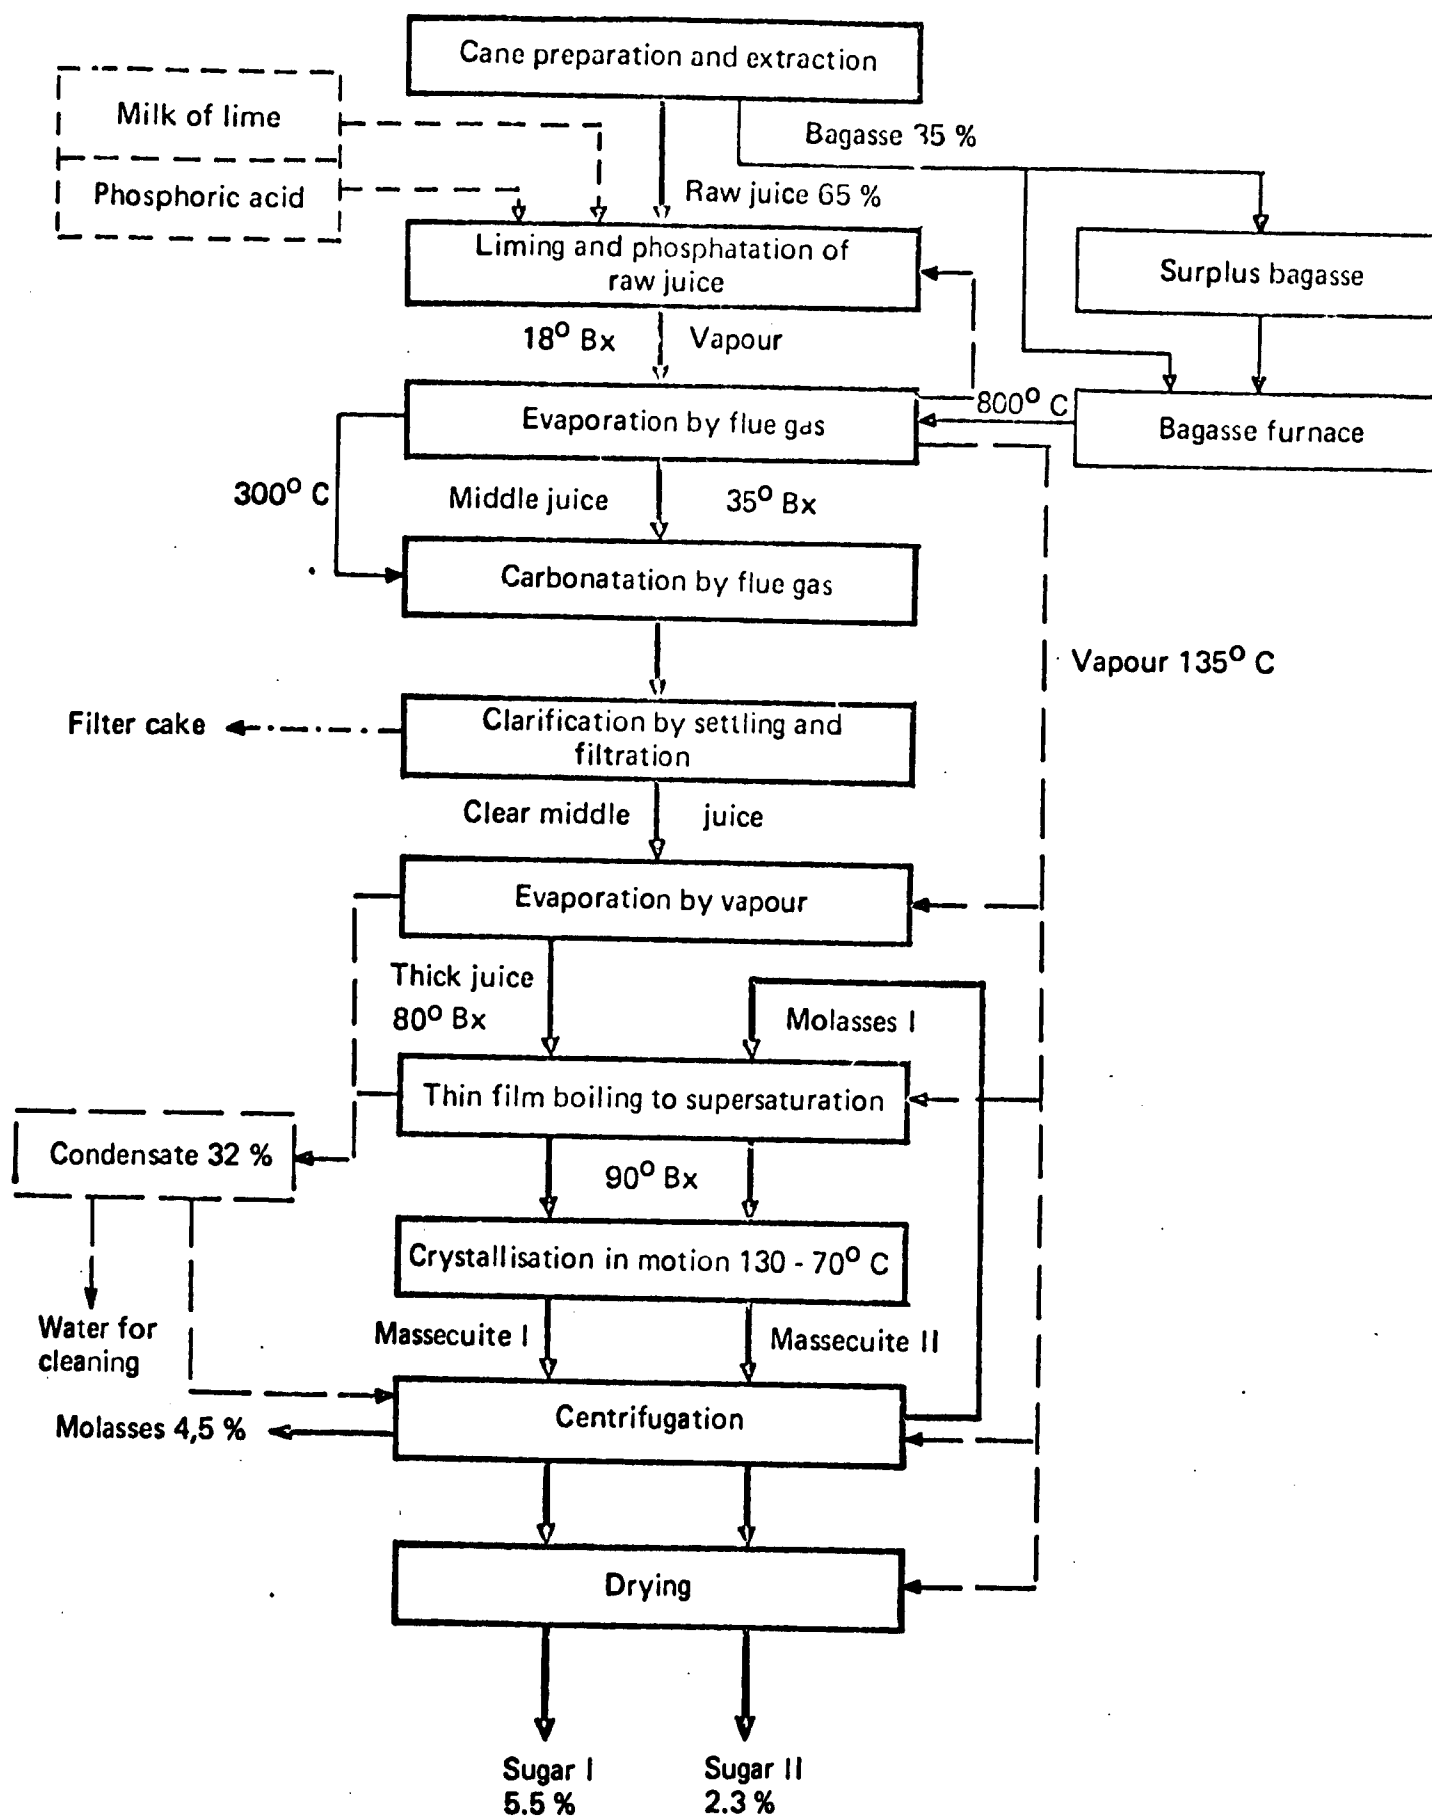 Cane preparation and extraction
Milk of lime
Bagasse 35 %
Phosphoric acid
Raw juice 65 %
Liming and phosphatation of
raw juice
Surplus bagasse
18° Bx
Vapour
800° C
Evaporation by flue gas
Bagasse furnace
300° C
Middle juice
35° Bx
Carbonatation by flue gas
Vapour 135° C
Filter cake
Clarification by settling and
filtration
Clear middle juice
Evaporation by vapour
Thick juice
80° Bx
Molasses I
Thin film boiling to supersaturation
Condensate 32 %
90° Bx
Crystallisation in motion 130 - 70° C
Water for
cleaning
Massecuite I
Massecuite II
Centrifugation
Molasses 4,5 %
Drying
Sugar I
5.5 %
Sugar II
2.3 %